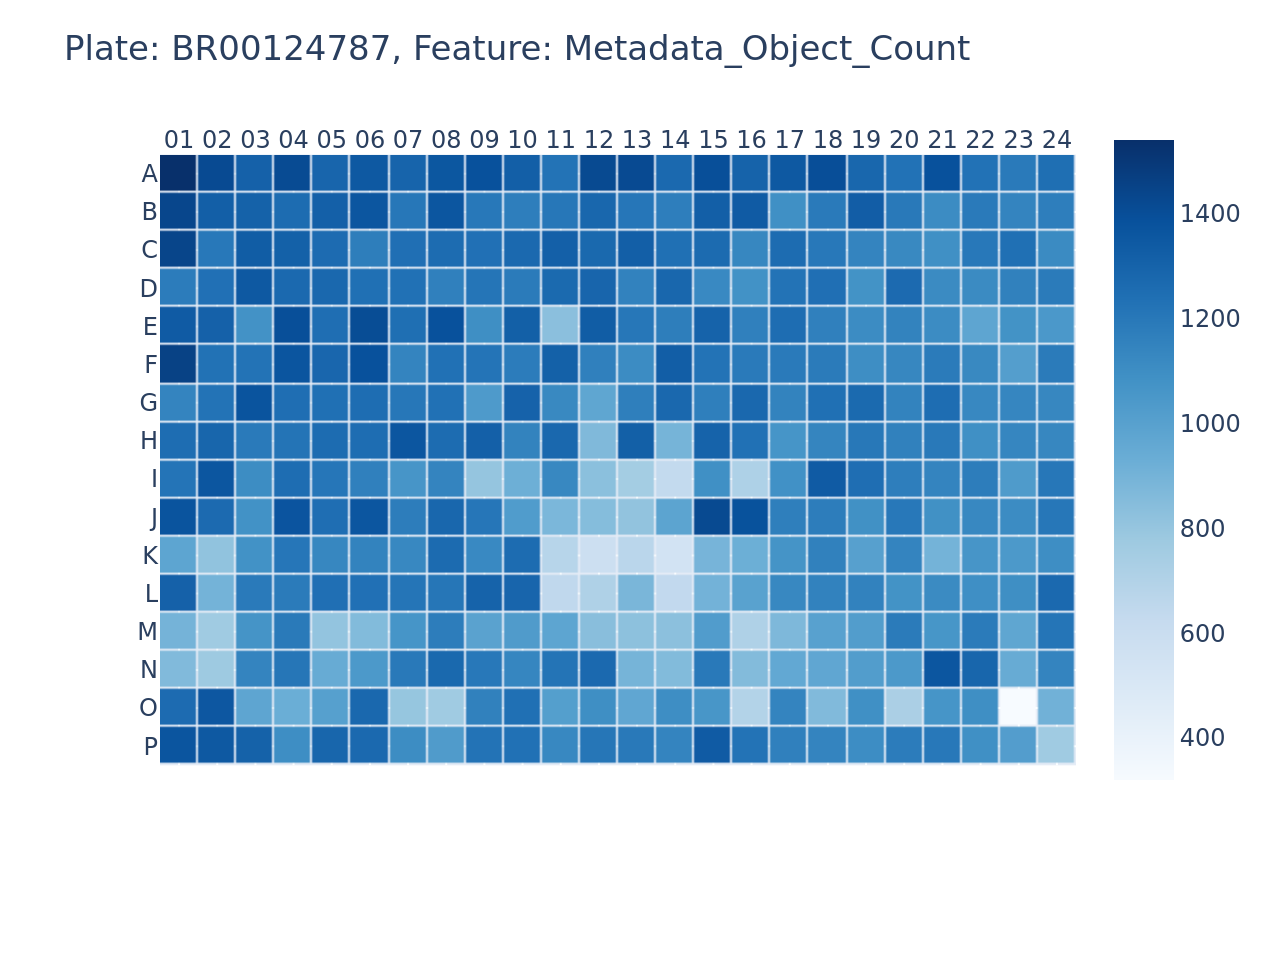 Plate: BR00124787, Feature: Metadata_Object_Count
01 02 03 04 05 06 07 08 09 10 11 12 13 14 15 16 17 18 19 20 21 22 23 24
A
B
C
D
E
F
G
H
I
J
K
L
M
N
O
P
1400
1200
1000
800
600
400